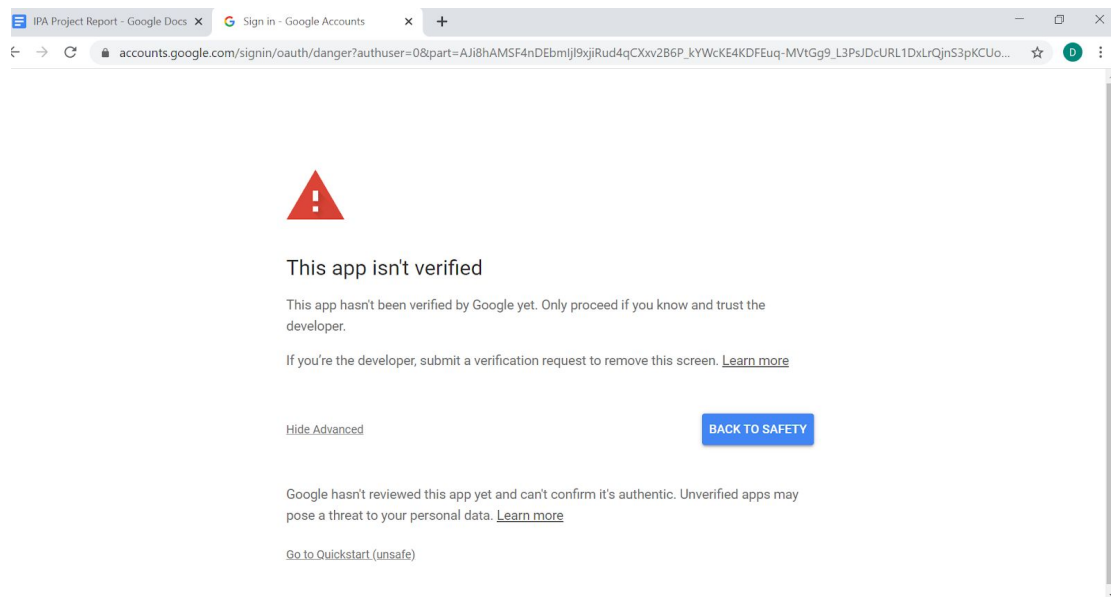 IPA Project Report - Google Docs
Sign in - Google Accounts
accounts.google.com/signin/oauth/danger?authuser=0&part=AJi8hAMSF4nDEbmIjl9xjiRud4qCXxv2B6P_kYWcKE4KDFEuq-MVtGg9_L3PsJDcURL1DxLrQjnS3pKCUo...
D
This app isn't verified
This app hasn't been verified by Google yet. Only proceed if you know and trust the
developer.
If you're the developer, submit a verification request to remove this screen. Learn more
Hide Advanced
BACK TO SAFETY
Google hasn't reviewed this app yet and can't confirm it's authentic. Unverified apps may
pose a threat to your personal data. Learn more
Go to Quickstart (unsafe)